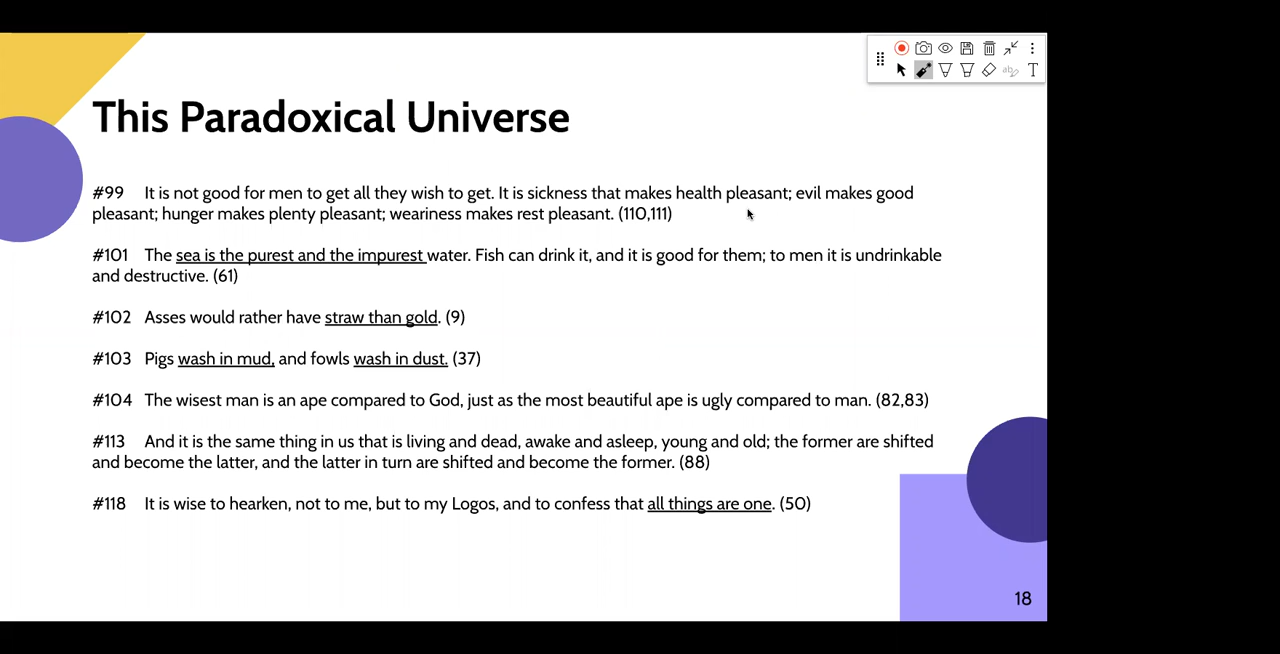 This Paradoxical Universe
#99 It is not good for men to get all they wish to get. It is sickness that makes health pleasant; evil makes good
pleasant; hunger makes plenty pleasant; weariness makes rest pleasant. (110,111)
#101 The sea is the purest and the impurest water. Fish can drink it, and it is good for them; to men it is undrinkable
and destructive. (61)
#102 Asses would rather have straw than gold. (9)
#103 Pigs wash in mud, and fowls wash in dust. (37)
#104 The wisest man is an ape compared to God, just as the most beautiful ape is ugly compared to man. (82,83)
#113 And it is the same thing in us that is living and dead, awake and asleep, young and old; the former are shifted
and become the latter, and the latter in turn are shifted and become the former. (88)
#118 It is wise to hearken, not to me, but to my Logos, and to confess that all things are one. (50)
18